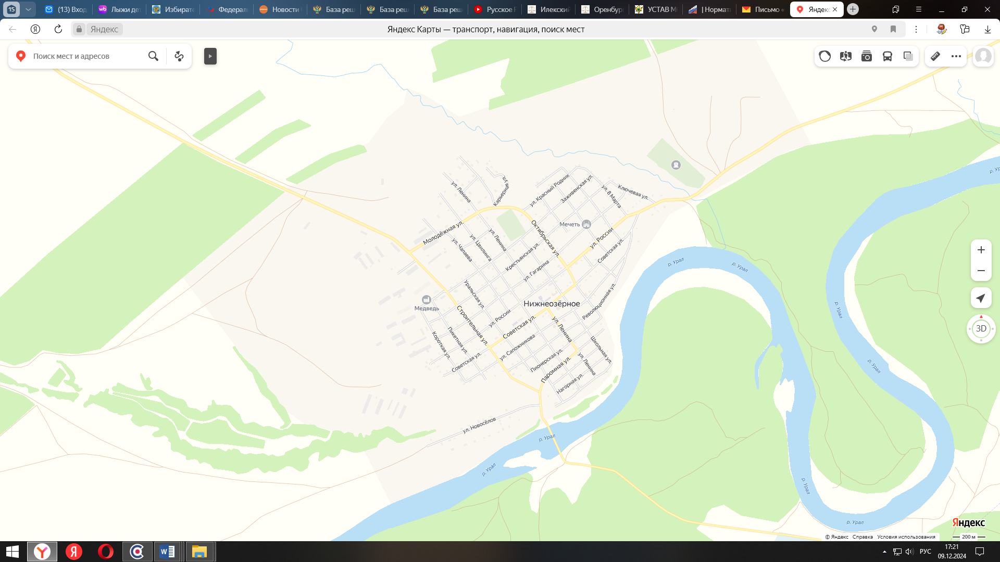 15
(13) Вход
Лыжи дет
Избирате
Федерал
Новости
База реш
База реш
База реш
Русское Р
Илекский
Оренбург
УСТАВ М
| Нормати
Письмо «
Яндекс
Яндекс
Яндекс Карты — транспорт, навигация, поиск мест
Поиск мест и адресов
р. Урал
ул. Ленина
Карьерная ул.
ул. Красный Родник
Заживенская ул.
ул. 8 Марта
Ключевая ул.
Молодёжная ул.
ул. Чапаева
ул. Цвилинга
ул. Ленина
Октябрьская ул.
Мечеть
ул. России
Советская ул.
Крестьянская ул.
ул. Гагарина
р. Урал
р. Урал
Уральская ул.
Медведь
Нижнеозёрное
Революционная ул.
р. Урал
Строительная ул.
ул. России
Советская ул.
ул. Ленина
Короткая ул.
Пикетная ул.
ул. Сапожникова
Школьная ул.
Советская ул.
Пионерская ул.
Паромная ул.
ул. Ленина
Нагорная ул.
р. Урал
ул. Новосёлов
р. Урал
р. Урал
р. Урал
р. Урал
3D
Яндекс
© Яндекс Справка Условия использования
200 м
РУС
17:21
09.12.2024